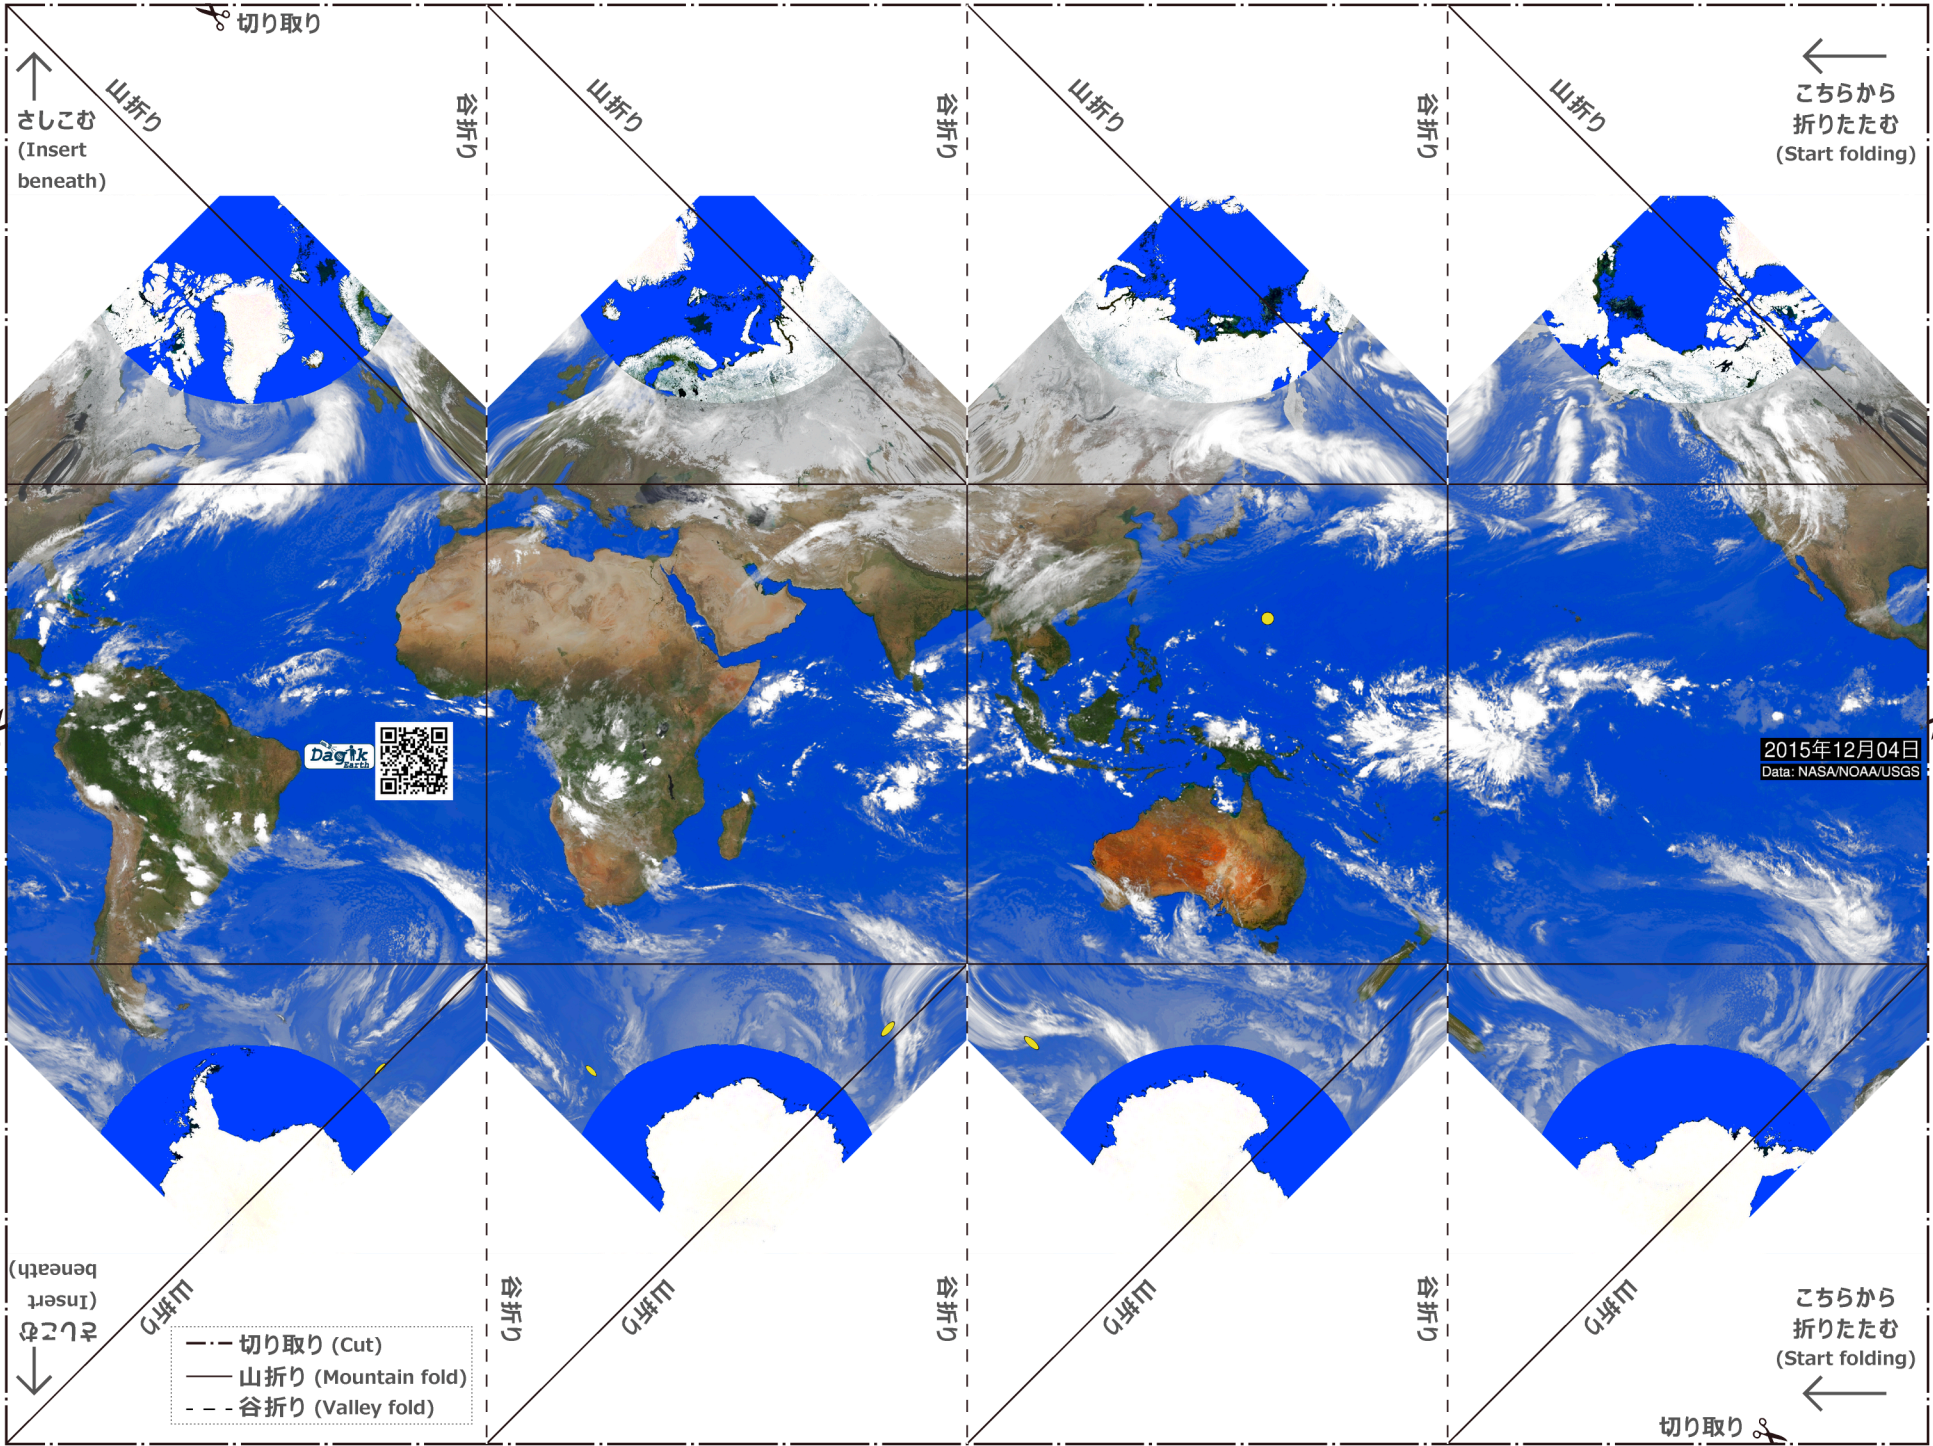 切り取り
山折り
谷折り
山折り
谷折り
山折り
谷折り
山折り
さしこむ
(Insert
beneath)
こちらから
折りたたむ
(Start folding)
Dagik
Earth
2015年12月04日
Data: NASA/NOAA/USGS
さしこむ
(Insert
beneath)
山折り
谷折り
山折り
谷折り
山折り
谷折り
山折り
こちらから
折りたたむ
(Start folding)
切り取り (Cut)
山折り (Mountain fold)
谷折り (Valley fold)
切り取り